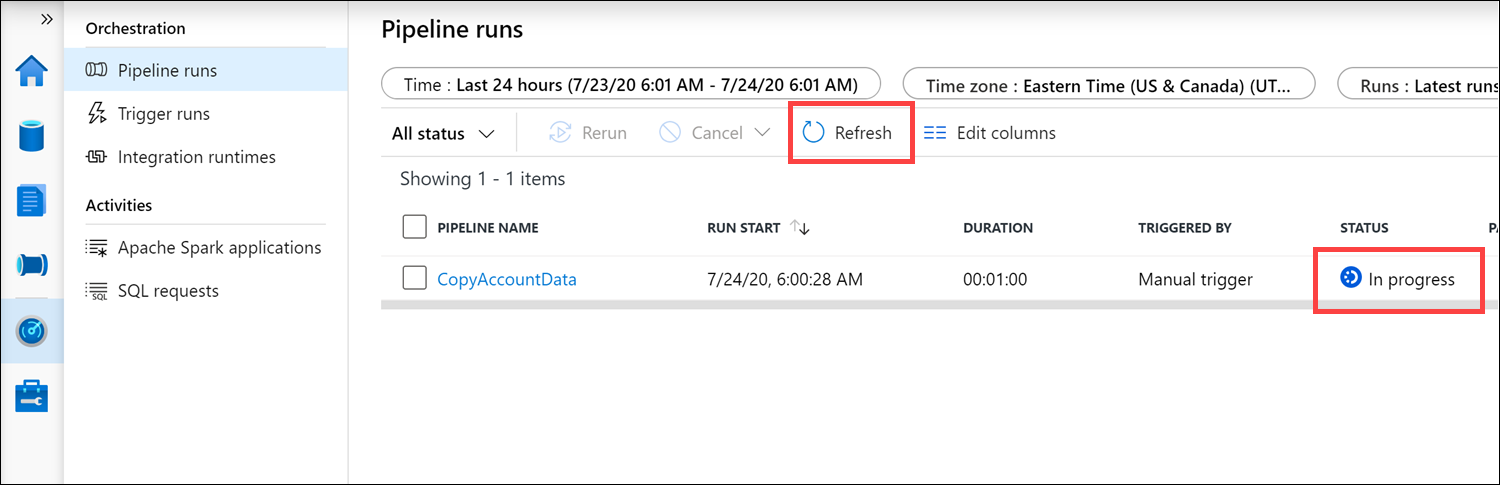 »
Orchestration
Pipeline runs
Trigger runs
Integration runtimes
Activities
Apache Spark applications
SQL requests
Pipeline runs
Time : Last 24 hours (7/23/20 6:01 AM - 7/24/20 6:01 AM) Time zone : Eastern Time (US & Canada) (UT... Runs : Latest runs
All status Rerun Cancel Refresh Edit columns
Showing 1 - 1 items
PIPELINE NAME RUN START DURATION TRIGGERED BY STATUS
CopyAccountData 7/24/20, 6:00:28 AM 00:01:00 Manual trigger In progress